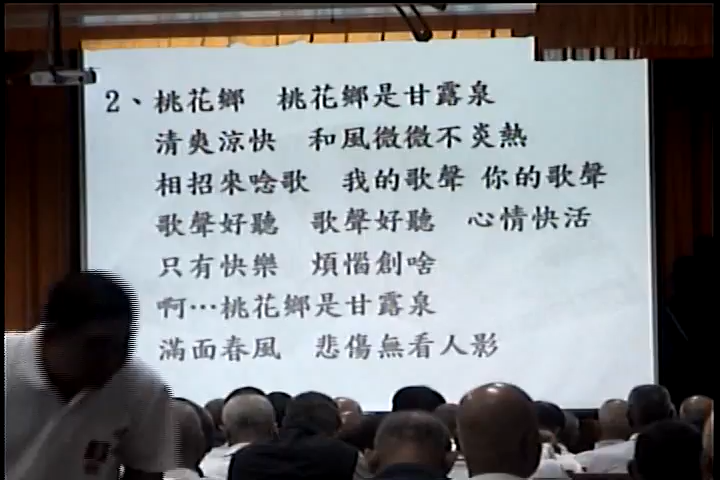 2、桃花鄉 桃花鄉是甘露泉
清爽涼快 和風微微不炎熱
相招來唸歌 我的歌聲 你的歌聲
歌聲好聽 歌聲好聽 心情快活
只有快樂 煩惱創啥
啊…桃花鄉是甘露泉
滿面春風 悲傷無看人影